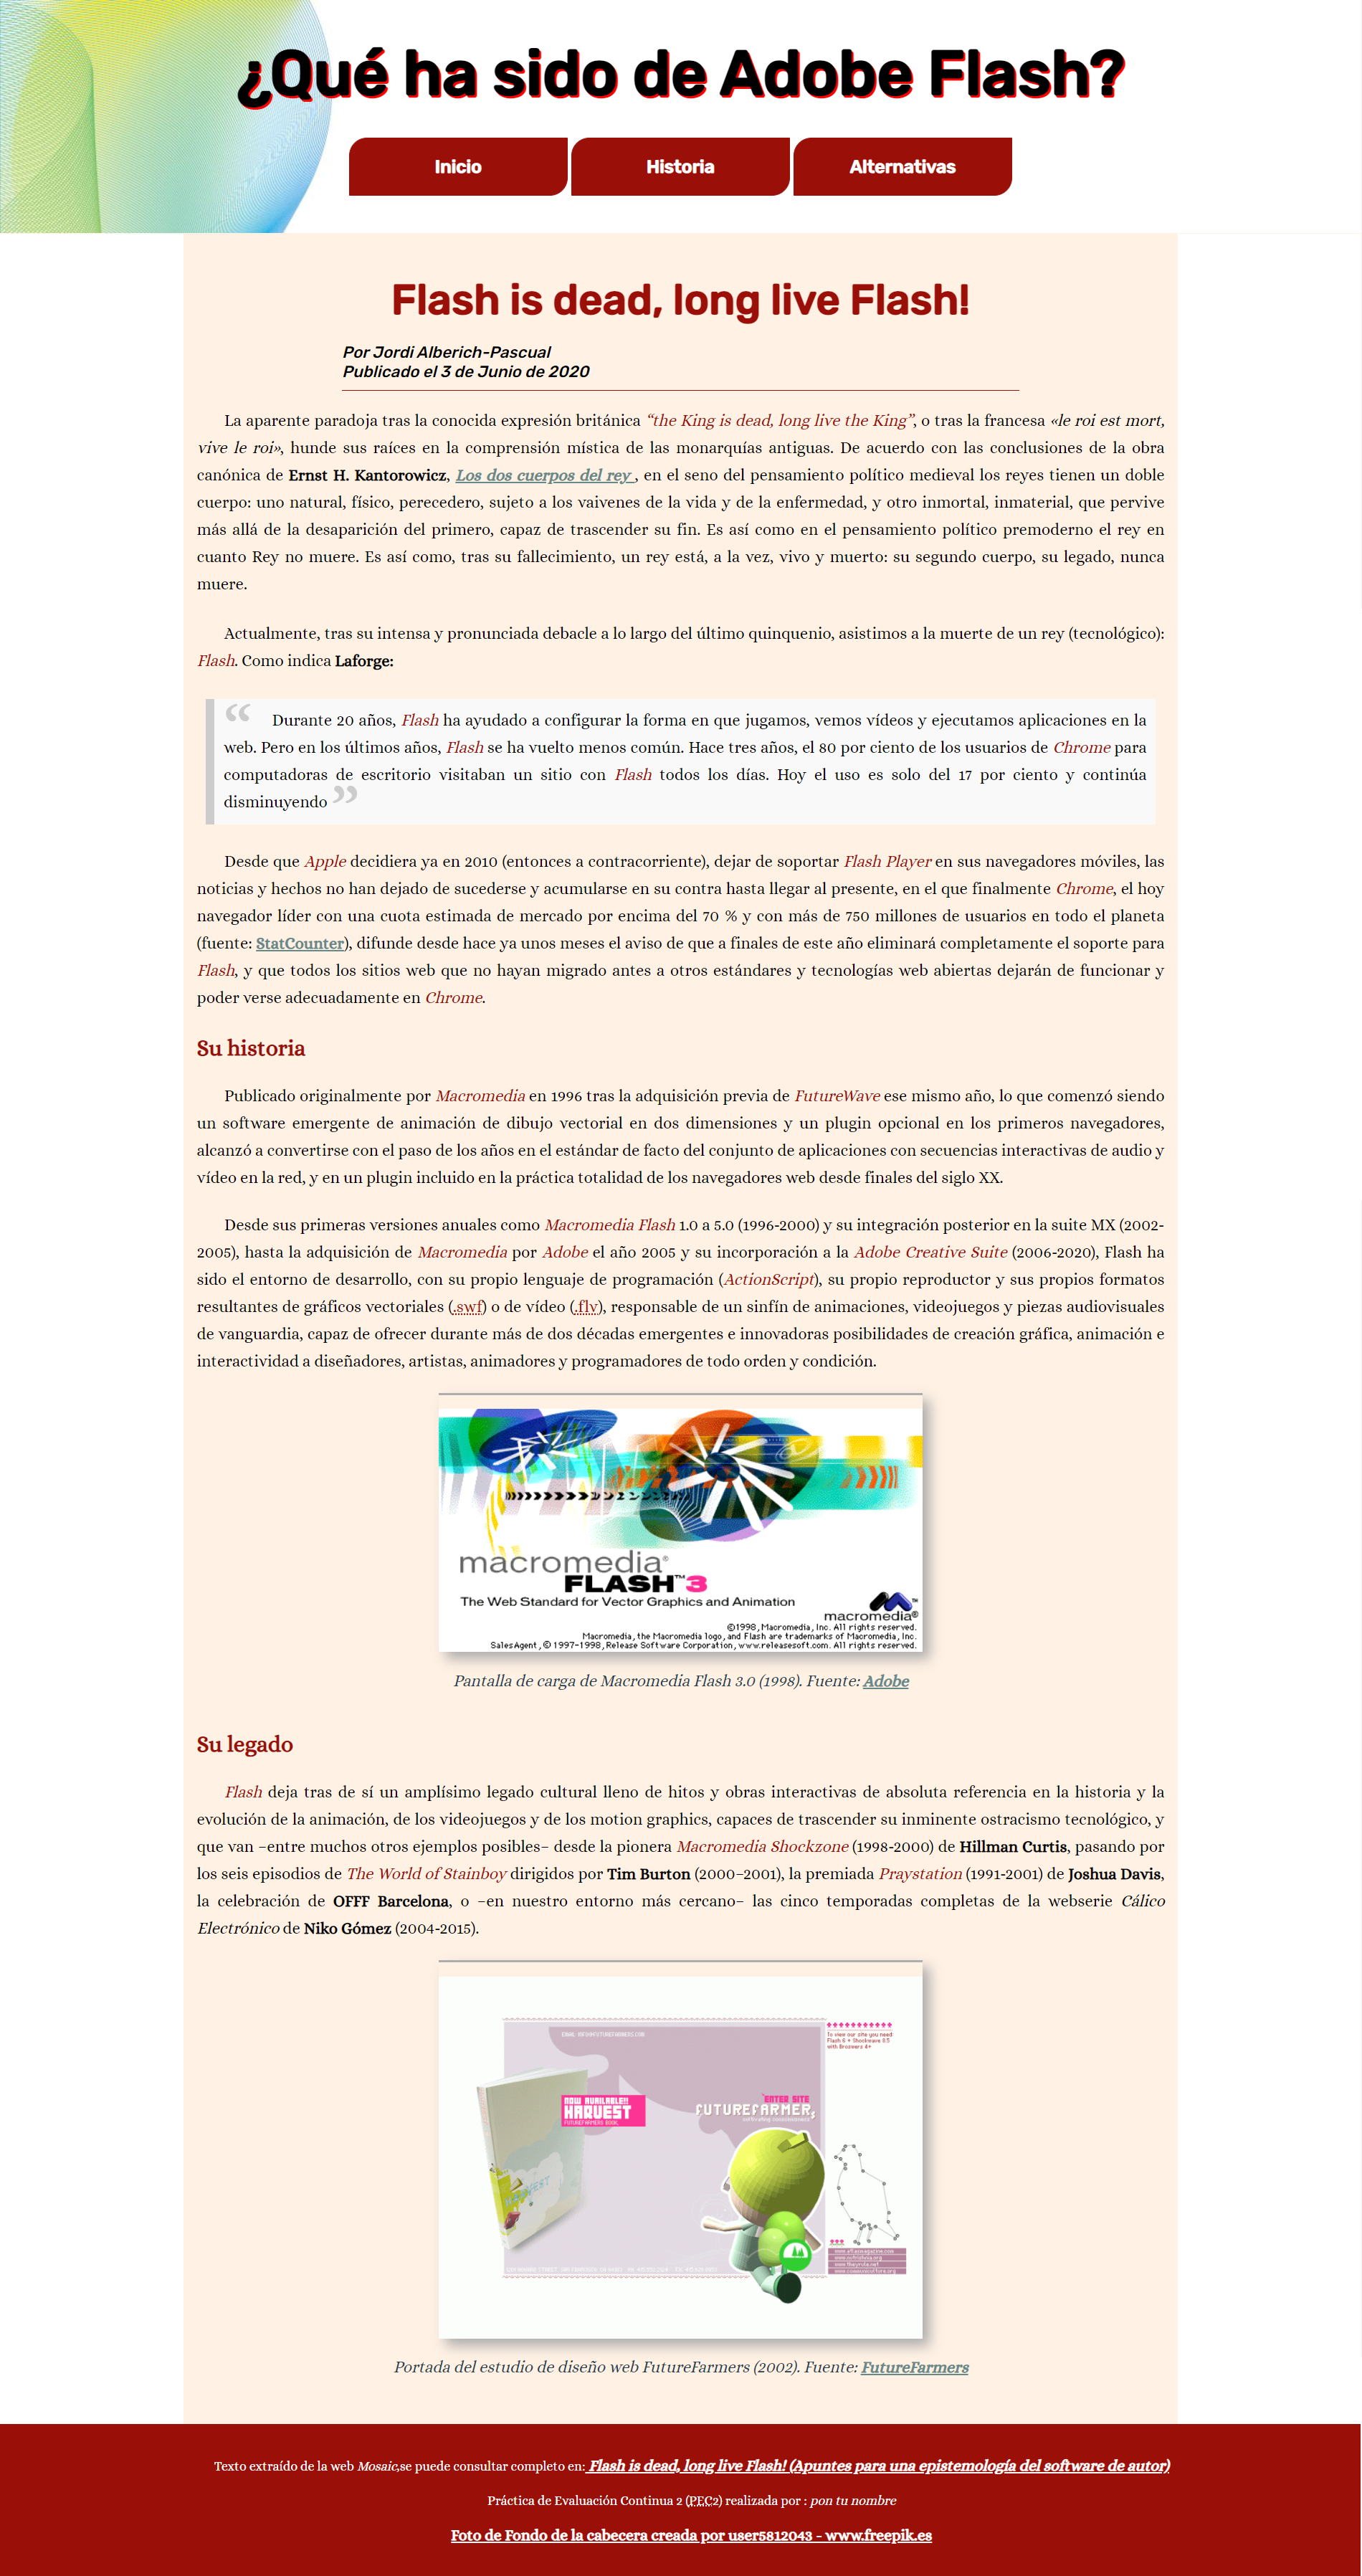 ¿Qué ha sido de Adobe Flash?
Inicio
Historia
Alternativas
Flash is dead, long live Flash!
Por Jordi Alberich-Pascual
Publicado el 3 de Junio de 2020
La aparente paradoja tras la conocida expresión británica “the King is dead, long live the King”, o tras la francesa «le roi est mort,
vive le roi», hunde sus raíces en la comprensión mística de las monarquías antiguas. De acuerdo con las conclusiones de la obra
canónica de Ernst H. Kantorowicz, Los dos cuerpos del rey , en el seno del pensamiento político medieval los reyes tienen un doble
cuerpo: uno natural, físico, perecedero, sujeto a los vaivenes de la vida y de la enfermedad, y otro inmortal, inmaterial, que pervive
más allá de la desaparición del primero, capaz de trascender su fin. Es así como en el pensamiento político premoderno el rey en
cuanto Rey no muere. Es así como, tras su fallecimiento, un rey está, a la vez, vivo y muerto: su segundo cuerpo, su legado, nunca
muere.
Actualmente, tras su intensa y pronunciada debacle a lo largo del último quinquenio, asistimos a la muerte de un rey (tecnológico):
Flash. Como indica Laforge:
“ Durante 20 años, Flash ha ayudado a configurar la forma en que jugamos, vemos vídeos y ejecutamos aplicaciones en la
web. Pero en los últimos años, Flash se ha vuelto menos común. Hace tres años, el 80 por ciento de los usuarios de Chrome para
computadoras de escritorio visitaban un sitio con Flash todos los días. Hoy el uso es solo del 17 por ciento y continúa
disminuyendo ”
Desde que Apple decidiera ya en 2010 (entonces a contracorriente), dejar de soportar Flash Player en sus navegadores móviles, las
noticias y hechos no han dejado de sucederse y acumularse en su contra hasta llegar al presente, en el que finalmente Chrome, el hoy
navegador líder con una cuota estimada de mercado por encima del 70 % y con más de 750 millones de usuarios en todo el planeta
(fuente: StatCounter), difunde desde hace ya unos meses el aviso de que a finales de este año eliminará completamente el soporte para
Flash, y que todos los sitios web que no hayan migrado antes a otros estándares y tecnologías web abiertas dejarán de funcionar y
poder verse adecuadamente en Chrome.
Su historia
Publicado originalmente por Macromedia en 1996 tras la adquisición previa de FutureWave ese mismo año, lo que comenzó siendo
un software emergente de animación de dibujo vectorial en dos dimensiones y un plugin opcional en los primeros navegadores,
alcanzó a convertirse con el paso de los años en el estándar de facto del conjunto de aplicaciones con secuencias interactivas de audio y
vídeo en la red, y en un plugin incluido en la práctica totalidad de los navegadores web desde finales del siglo XX.
Desde sus primeras versiones anuales como Macromedia Flash 1.0 a 5.0 (1996-2000) y su integración posterior en la suite MX (2002-
2005), hasta la adquisición de Macromedia por Adobe el año 2005 y su incorporación a la Adobe Creative Suite (2006-2020), Flash ha
sido el entorno de desarrollo, con su propio lenguaje de programación (ActionScript), su propio reproductor y sus propios formatos
resultantes de gráficos vectoriales (.swf) o de vídeo (.flv), responsable de un sinfín de animaciones, videojuegos y piezas audiovisuales
de vanguardia, capaz de ofrecer durante más de dos décadas emergentes e innovadoras posibilidades de creación gráfica, animación e
interactividad a diseñadores, artistas, animadores y programadores de todo orden y condición.
macromedia®
FLASH™3
The Web Standard for Vector Graphics and Animation
macromedia®
©1998, Macromedia, Inc. All rights reserved.
Macromedia, the Macromedia logo, and Flash are trademarks of Macromedia, Inc.
SalesAgent, © 1997-1998, Release Software Corporation, www.releasesoft.com. All rights reserved.
Pantalla de carga de Macromedia Flash 3.0 (1998). Fuente: Adobe
Su legado
Flash deja tras de sí un amplísimo legado cultural lleno de hitos y obras interactivas de absoluta referencia en la historia y la
evolución de la animación, de los videojuegos y de los motion graphics, capaces de trascender su inminente ostracismo tecnológico, y
que van –entre muchos otros ejemplos posibles– desde la pionera Macromedia Shockzone (1998-2000) de Hillman Curtis, pasando por
los seis episodios de The World of Stainboy dirigidos por Tim Burton (2000–2001), la premiada Praystation (1991-2001) de Joshua Davis,
la celebración de OFFF Barcelona, o –en nuestro entorno más cercano– las cinco temporadas completas de la webserie Cálico
Electrónico de Niko Gómez (2004-2015).
To view our site you need
Flash 6 + Shockwave 8.5
with Browsers 4+
NOW AVAILABLE!!
HARVEST
FUTUREFARMERS BOOK
ENTER SITE
FUTUREFARMERS
cultivating consciousness
HARVEST
www.theyrule.net
www.communiculture.org
Portada del estudio de diseño web FutureFarmers (2002). Fuente: FutureFarmers
Texto extraído de la web Mosaic,se puede consultar completo en: Flash is dead, long live Flash! (Apuntes para una epistemología del software de autor)
Práctica de Evaluación Continua 2 (PEC2) realizada por : pon tu nombre
Foto de Fondo de la cabecera creada por user5812043 - www.freepik.es